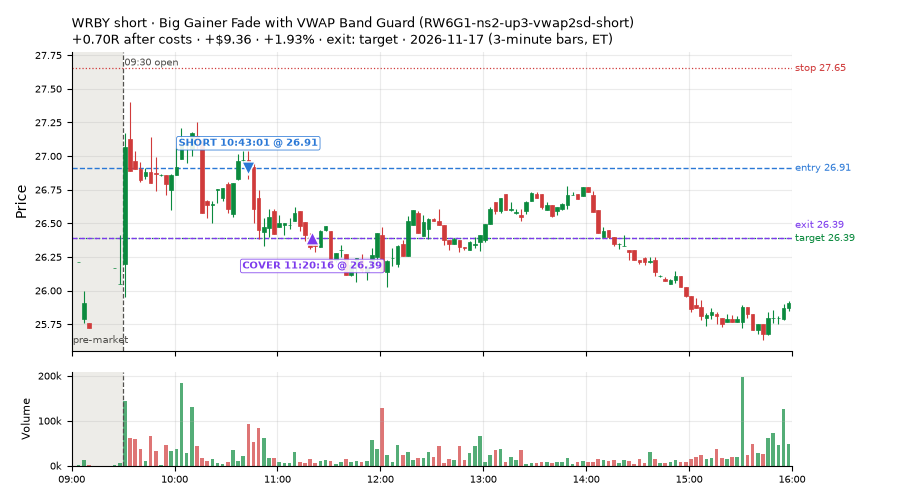 WRBY short · Big Gainer Fade with VWAP Band Guard (RW6G1-ns2-up3-vwap2sd-short)
+0.70R after costs · +$9.36 · +1.93% · exit: target · 2026-11-17 (3-minute bars, ET)
27.75
27.50
27.25
27.00
26.75
26.50
26.25
26.00
25.75
Price
09:30 open
pre-market
SHORT 10:43:01 @ 26.91
COVER 11:20:16 @ 26.39
stop 27.65
entry 26.91
exit 26.39
target 26.39
200k
100k
0k
Volume
09:00
10:00
11:00
12:00
13:00
14:00
15:00
16:00